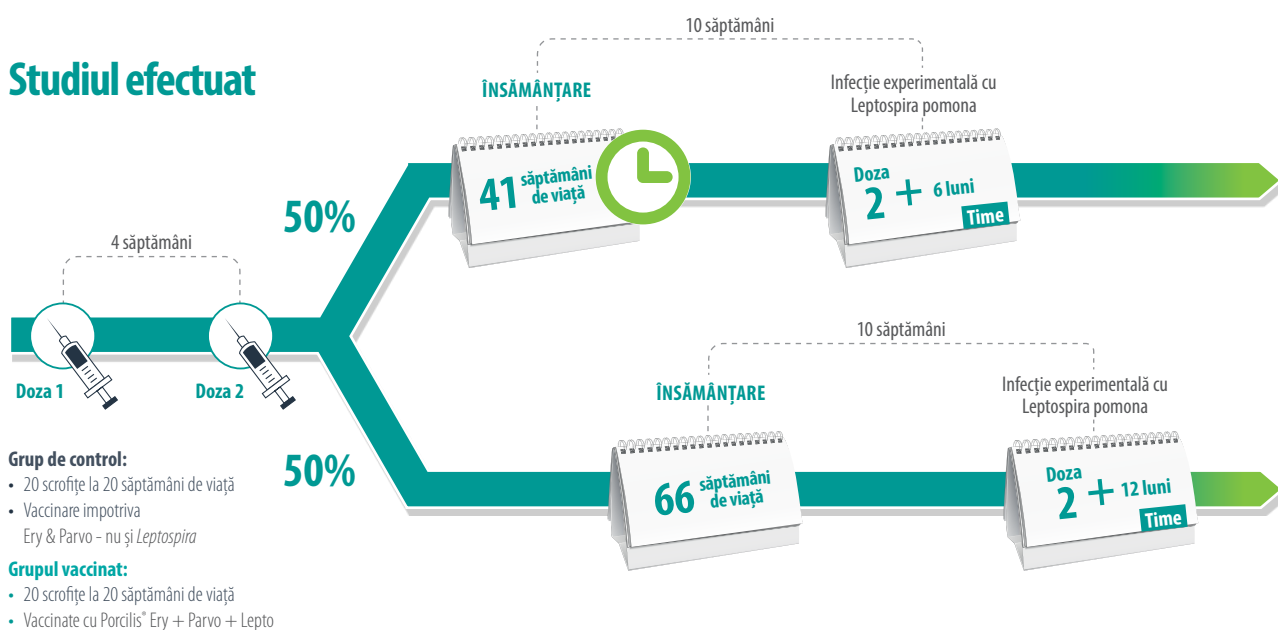 Studiul efectuat
10 săptămâni
ÎNSĂMÂNȚARE
Infecție experimentală cu
Leptospira pomona
41 săptămâni
de viață
Doza
2 + 6 luni
Time
50%
4 săptămâni
Doza 1
Doza 2
10 săptămâni
ÎNSĂMÂNȚARE
Infecție experimentală cu
Leptospira pomona
50%
66 săptămâni
de viață
Doza
2 + 12 luni
Time
Grup de control:
• 20 scrofițe la 20 săptămâni de viață
• Vaccinare impotriva
Ery & Parvo - nu și Leptospira
Grupul vaccinat:
• 20 scrofițe la 20 săptămâni de viață
• Vaccinate cu Porcilis® Ery + Parvo + Lepto